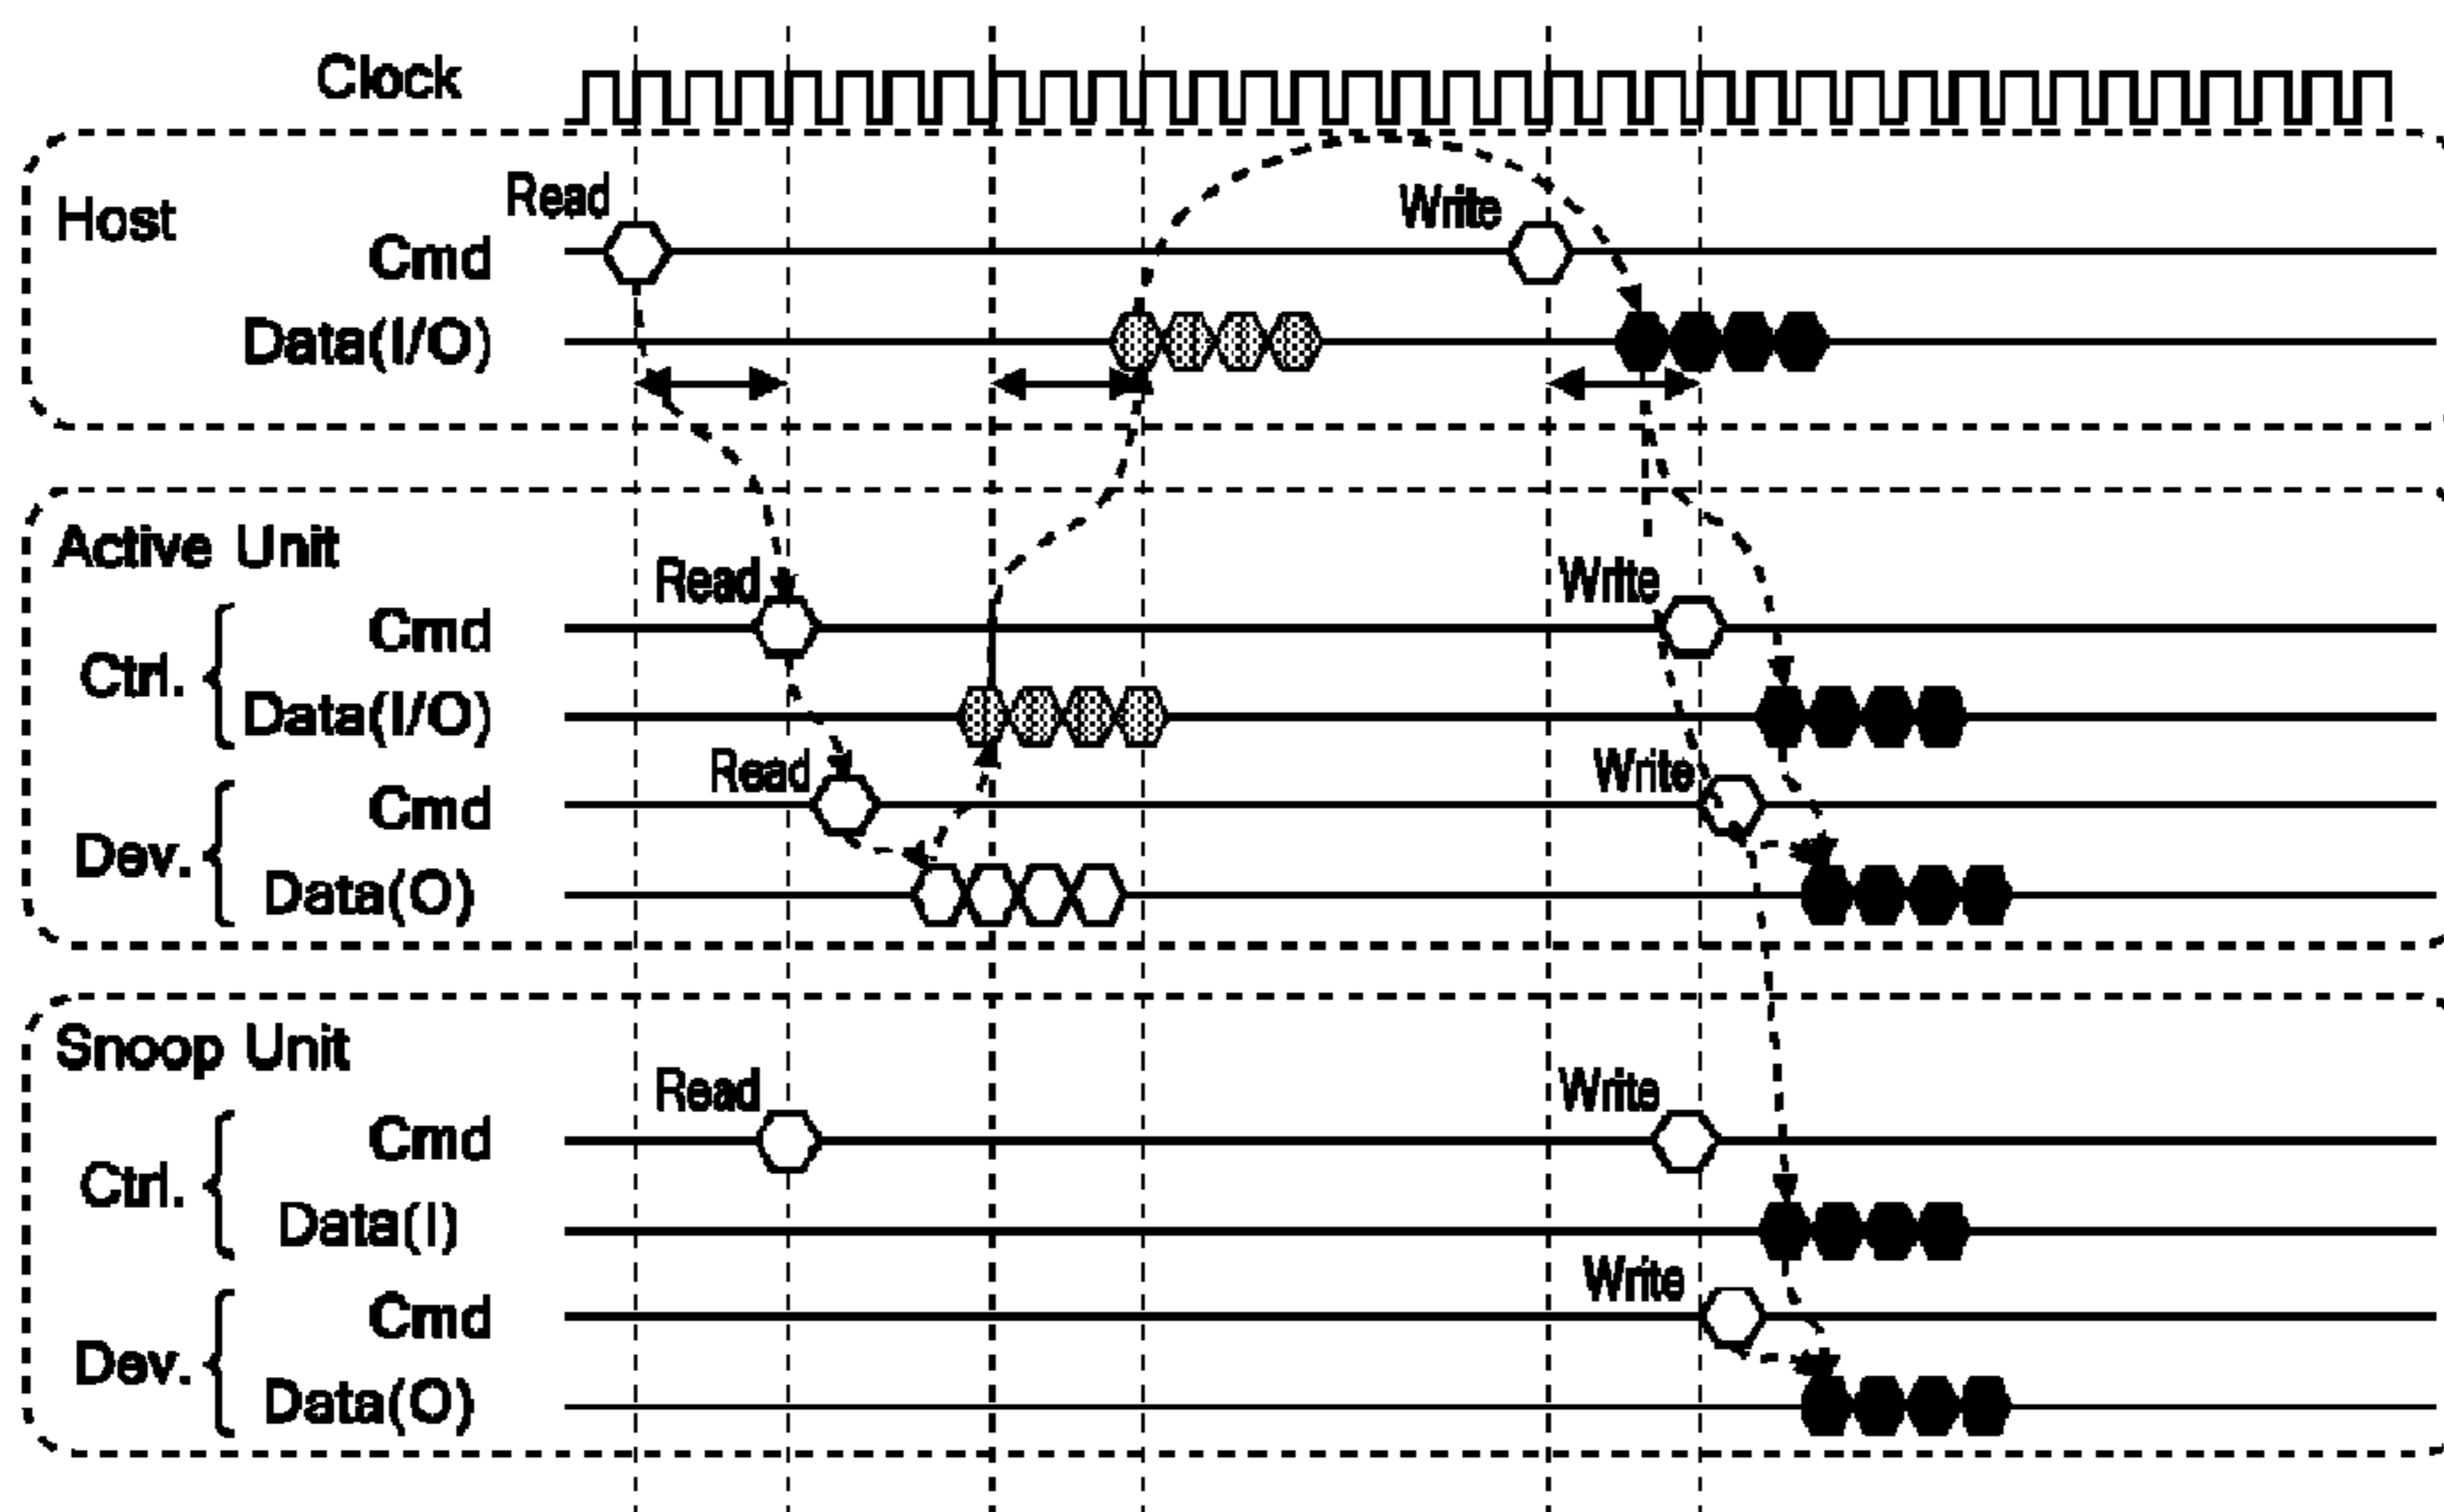 Clock
Host
Read
Write
Cmd
Data(I/O)
Active Unit
Read
Write
Ctrl.
Cmd
Data(I/O)
Read
Write
Dev.
Cmd
Data(O)
Snoop Unit
Read
Write
Ctrl.
Cmd
Data(I)
Write
Dev.
Cmd
Data(O)